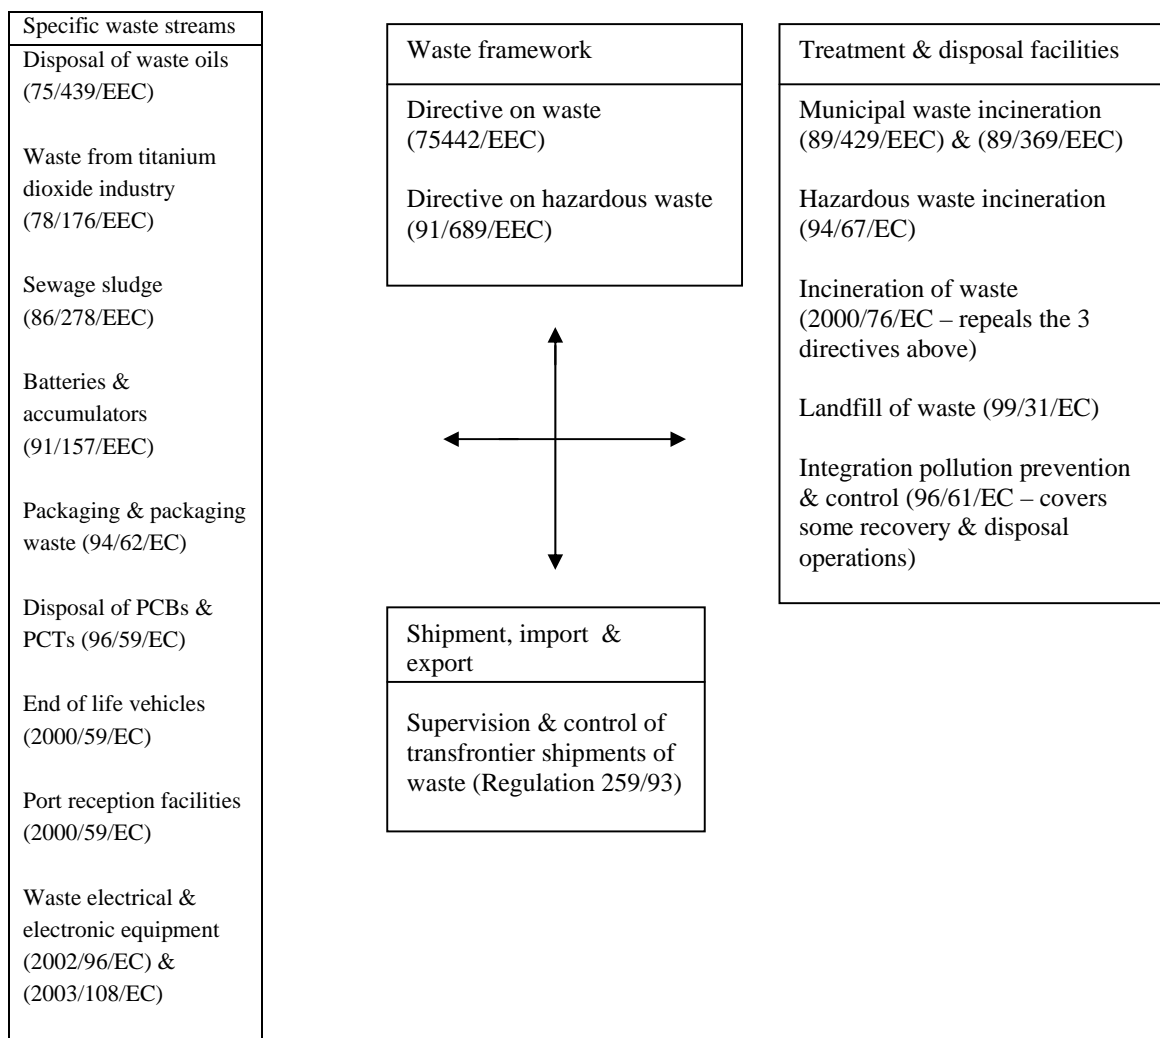 Specific waste streams
Disposal of waste oils
(75/439/EEC)
Waste from titanium
dioxide industry
(78/176/EEC)
Sewage sludge
(86/278/EEC)
Batteries &
accumulators
(91/157/EEC)
Packaging & packaging
waste (94/62/EC)
Disposal of PCBs &
PCTs (96/59/EC)
End of life vehicles
(2000/59/EC)
Port reception facilities
(2000/59/EC)
Waste electrical &
electronic equipment
(2002/96/EC) &
(2003/108/EC)
Waste framework
Directive on waste
(75442/EEC)
Directive on hazardous waste
(91/689/EEC)
Shipment, import &
export
Supervision & control of
transfrontier shipments of
waste (Regulation 259/93)
Treatment & disposal facilities
Municipal waste incineration
(89/429/EEC) & (89/369/EEC)
Hazardous waste incineration
(94/67/EC)
Incineration of waste
(2000/76/EC – repeals the 3
directives above)
Landfill of waste (99/31/EC)
Integration pollution prevention
& control (96/61/EC – covers
some recovery & disposal
operations)